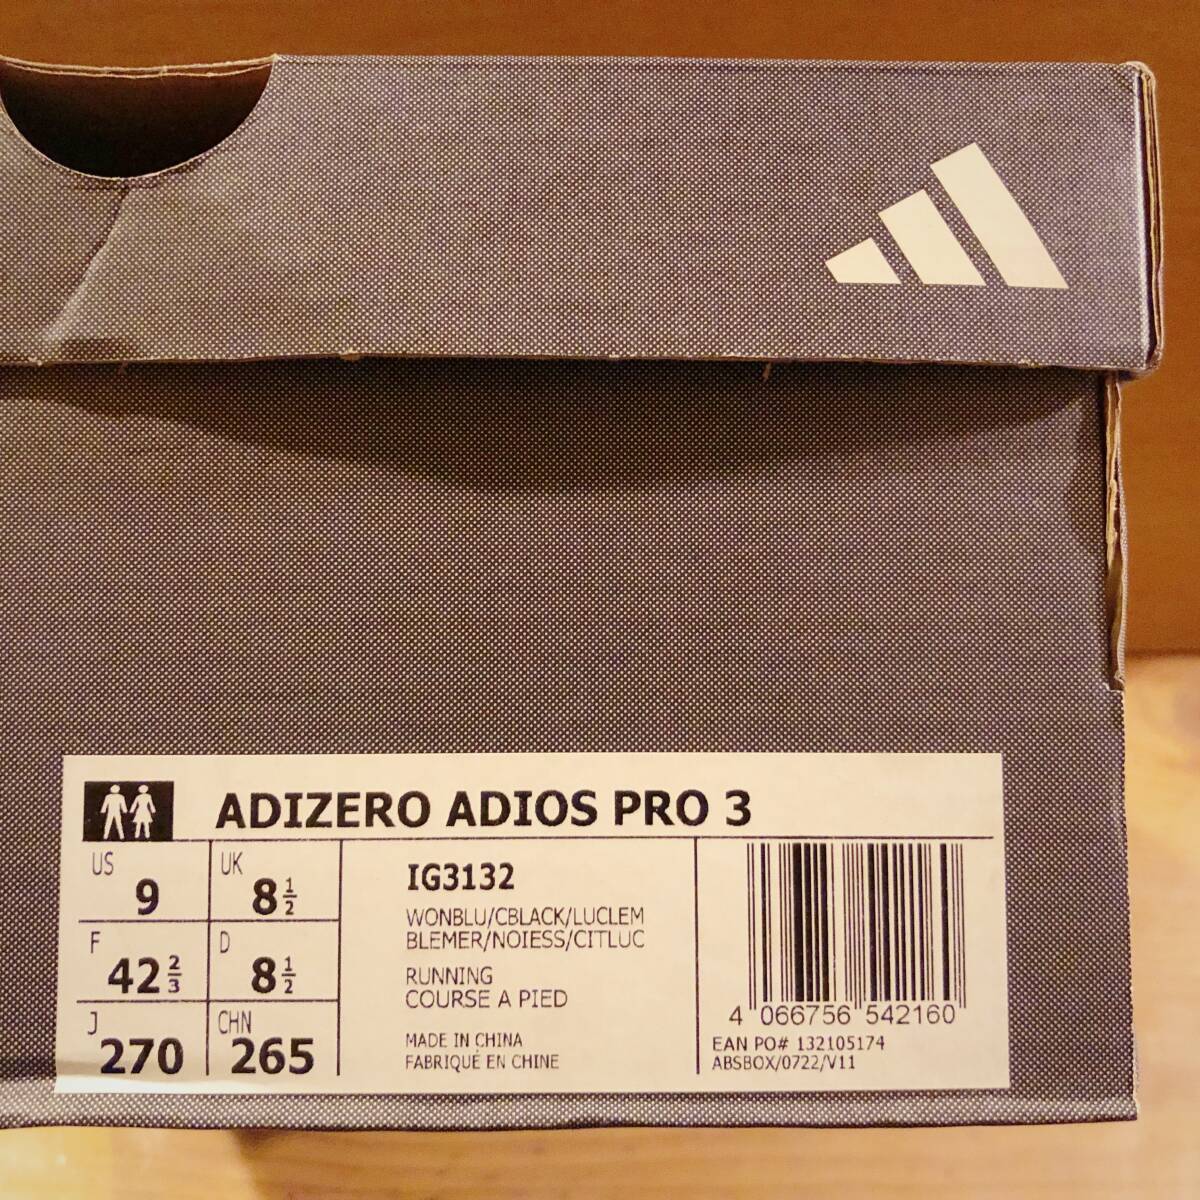 ADIZERO ADIOS PRO 3
US 9
UK 8 1/2
F 42 2/3
D 8 1/2
J 270
CHN 265
IG3132
WONBLU/CBLACK/LUCLEM
BLEMER/NOIESS/CITLUC
RUNNING
COURSE A PIED
MADE IN CHINA
FABRIQUÉ EN CHINE
4 066756 542160
EAN PO# 132105174
ABSBOX/0722/V11